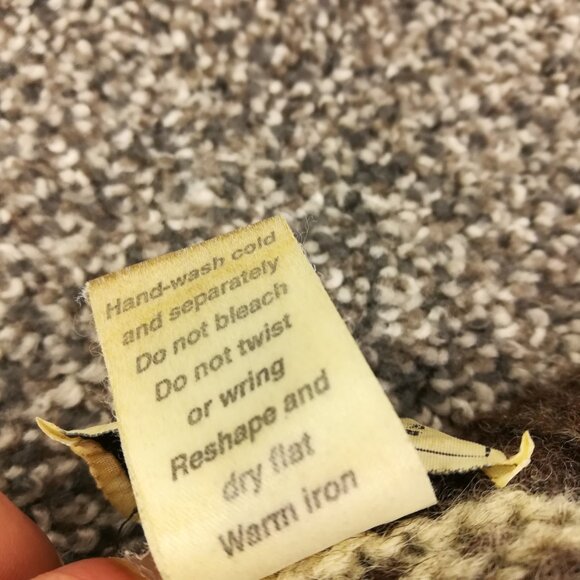 Hand-wash cold
and separately
Do not bleach
Do not twist
or wring
Reshape and
dry flat
Warm iron